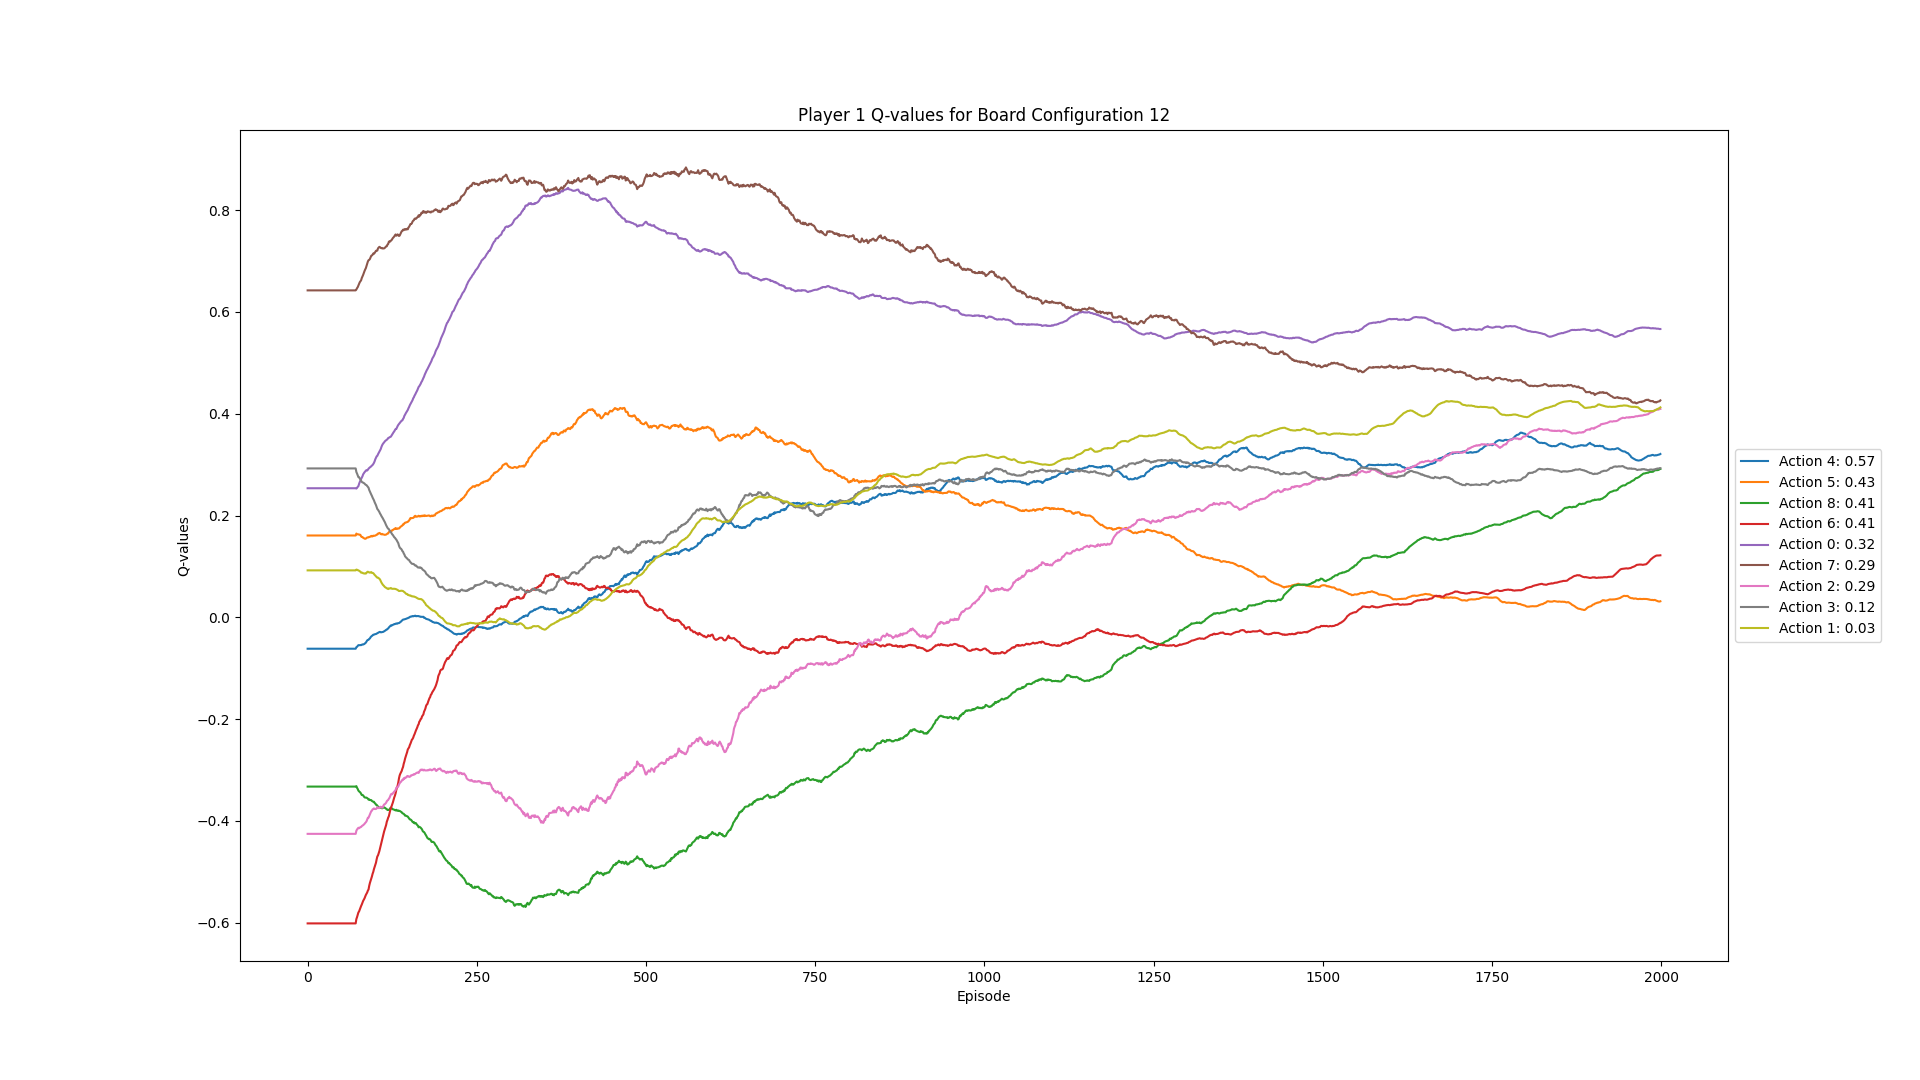 Player 1 Q-values for Board Configuration 12
Q-values
0.8
0.6
0.4
0.2
0.0
−0.2
−0.4
−0.6
0
250
500
750
1000
1250
1500
1750
2000
Episode
Action 4: 0.57
Action 5: 0.43
Action 8: 0.41
Action 6: 0.41
Action 0: 0.32
Action 7: 0.29
Action 2: 0.29
Action 3: 0.12
Action 1: 0.03